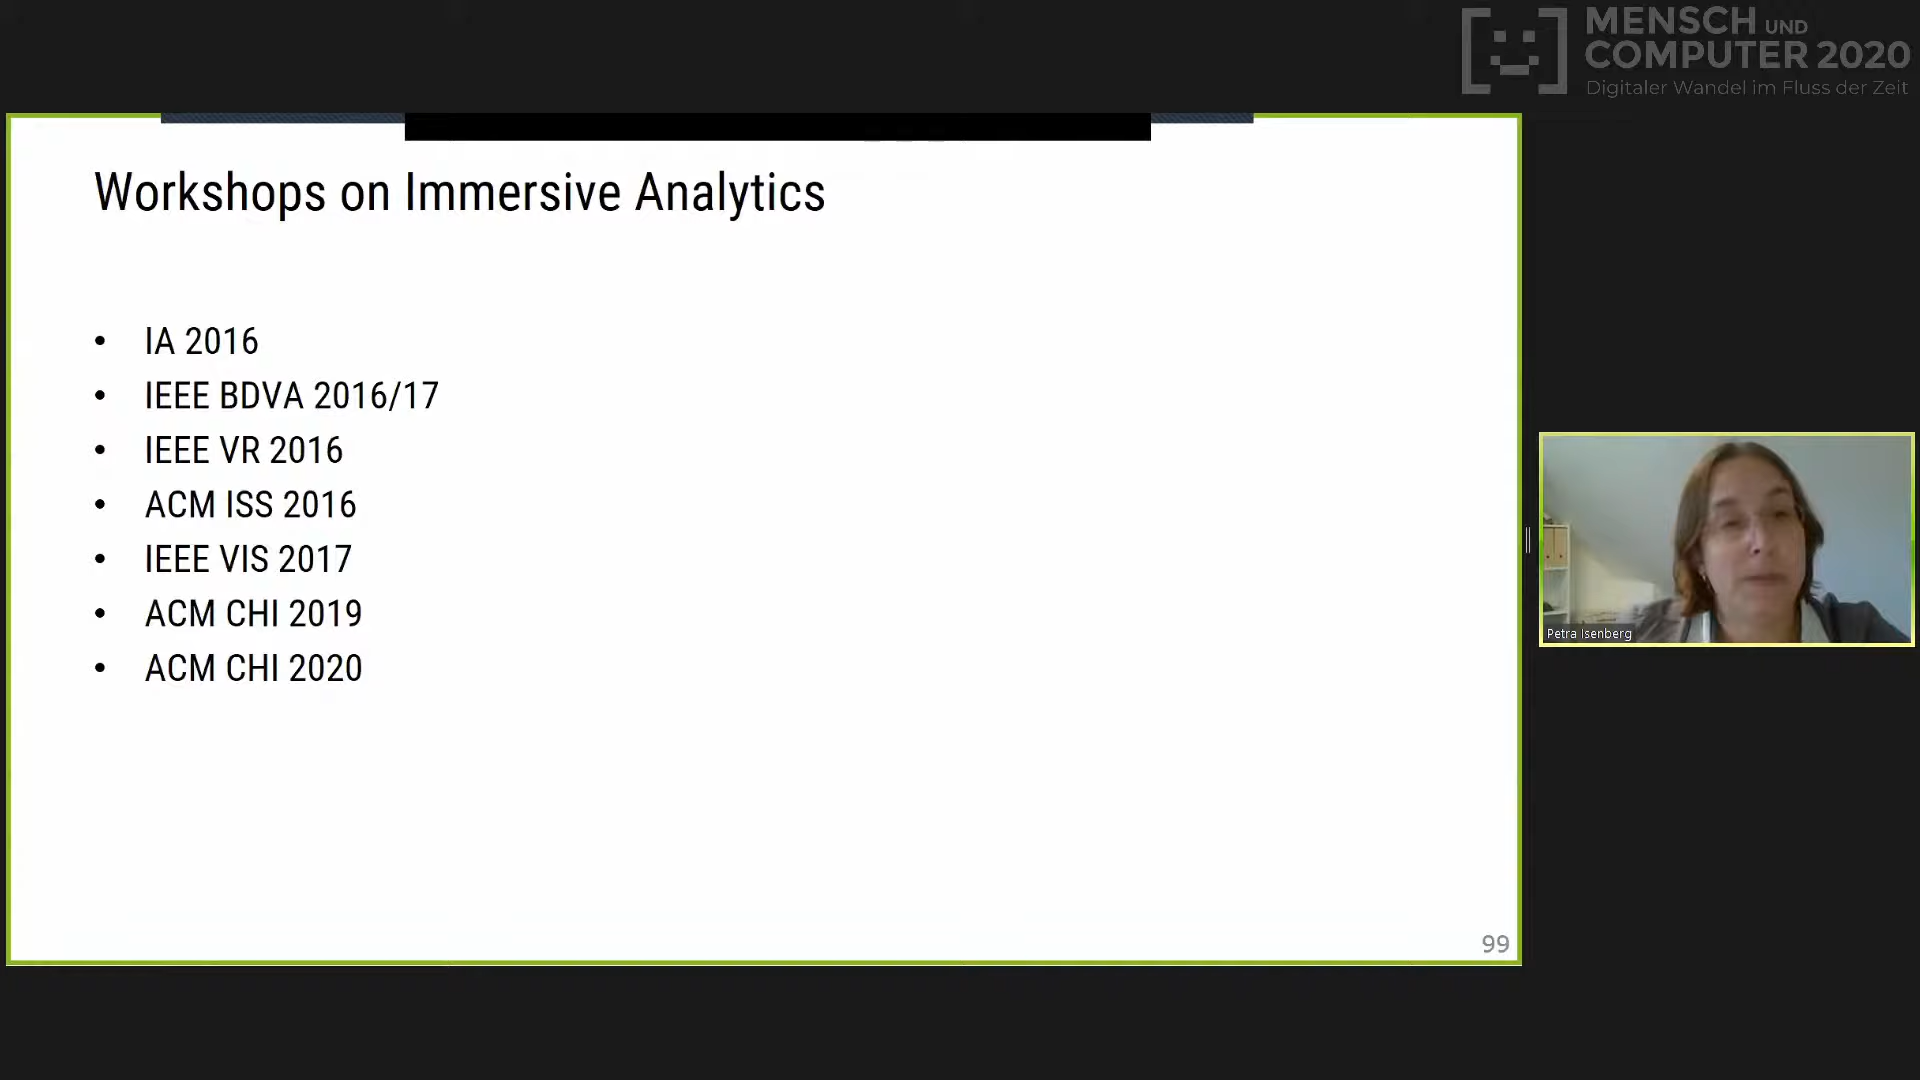 MENSCH UND
COMPUTER 2020
Digitaler Wandel im Fluss der Zeit
Workshops on Immersive Analytics
• IA 2016
• IEEE BDVA 2016/17
• IEEE VR 2016
• ACM ISS 2016
• IEEE VIS 2017
• ACM CHI 2019
• ACM CHI 2020
99
Petra Isenberg